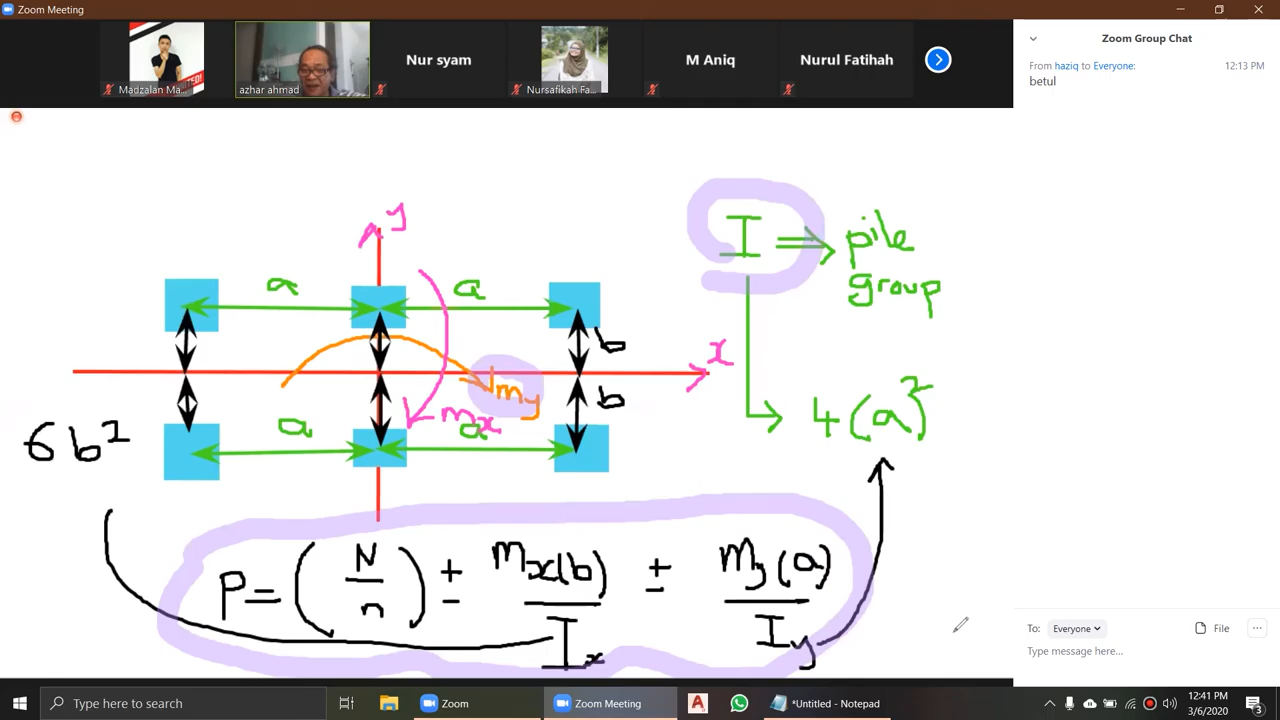 Zoom Meeting
Madzalan Ma...
azhar ahmad
Nur syam
Nursafikah Fa...
M Aniq
Nurul Fatihah
Zoom Group Chat
From haziq to Everyone:
12:13 PM
betul
y
I ⇒ pile
group
a
a
b
x
my
b
mx
a
a
4(a)²
6b²
P = (N/n) ± mx(b)/Ix ± my(a)/Iy
To:
Everyone
File
Type message here...
Type here to search
Zoom
Zoom Meeting
*Untitled - Notepad
12:41 PM
3/6/2020
3